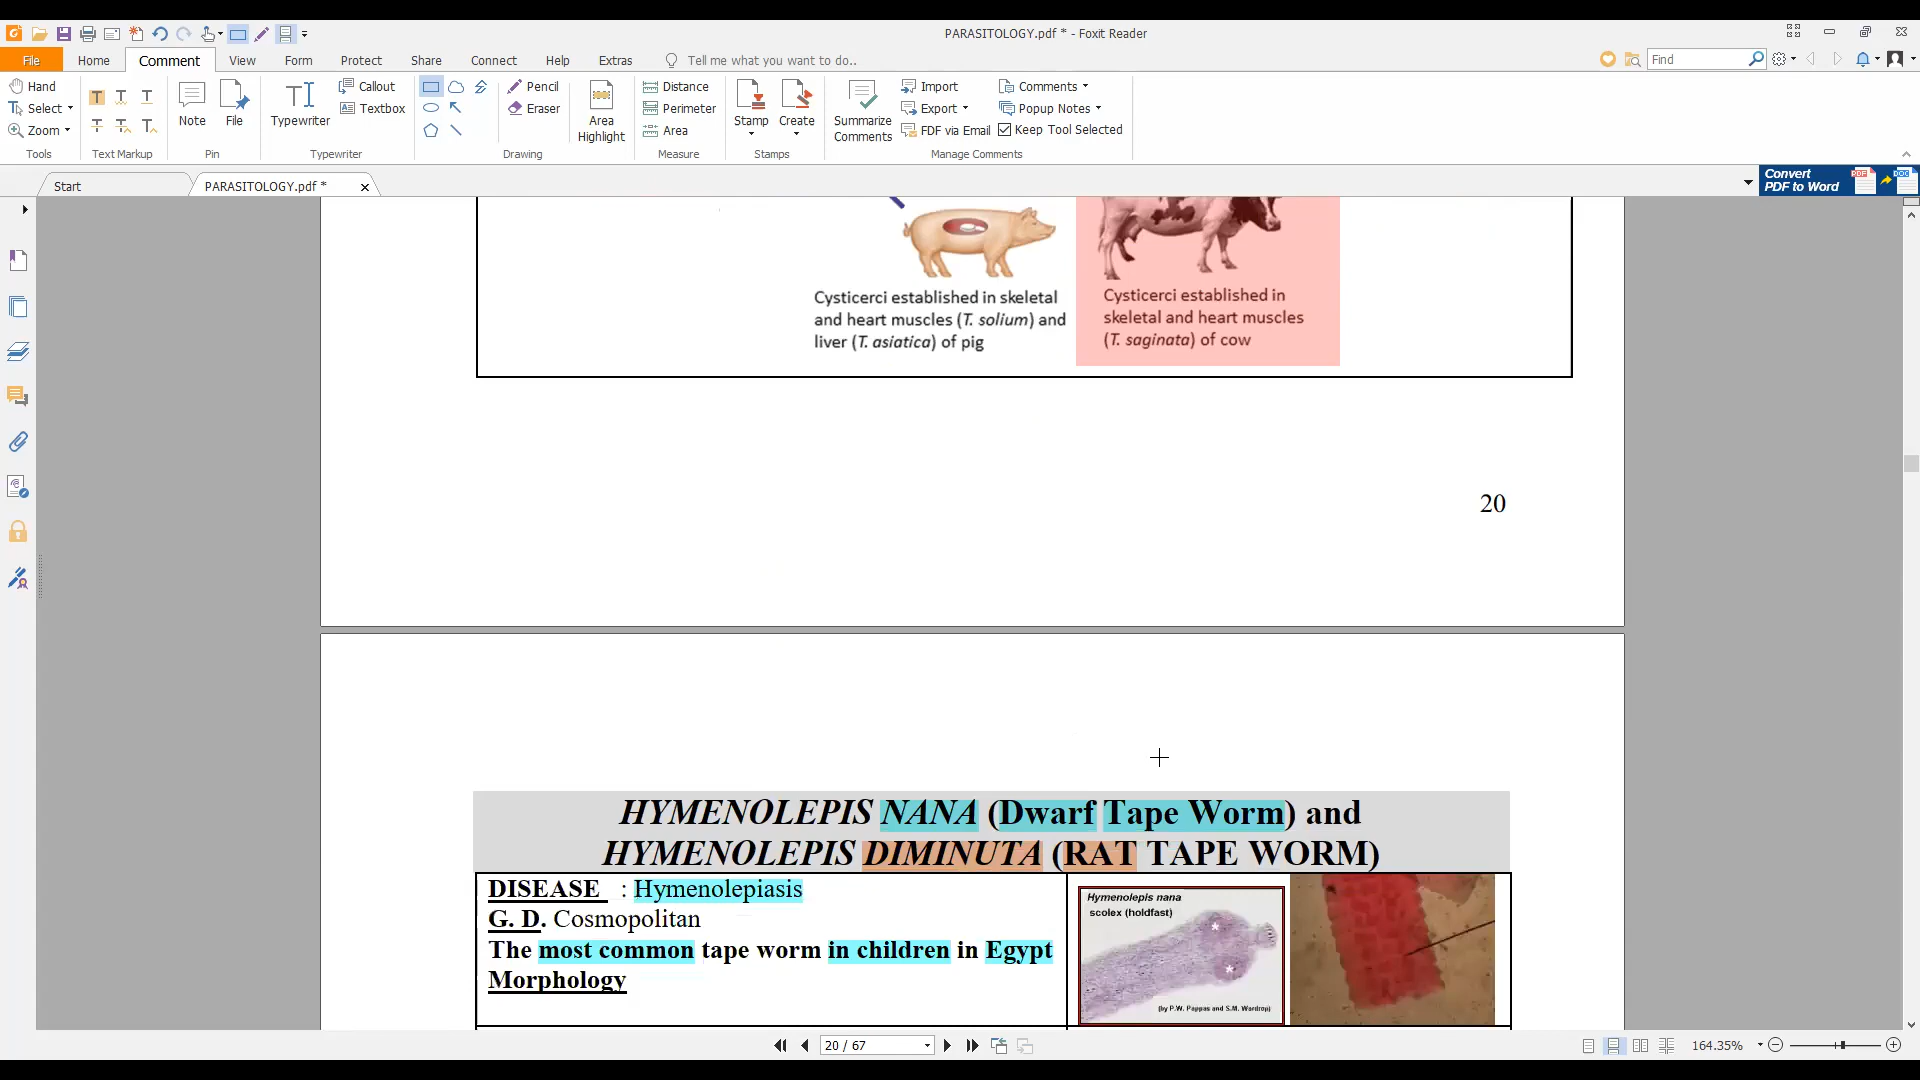 PARASITOLOGY.pdf * - Foxit Reader
File Home Comment View Form Protect Share Connect Help Extras Tell me what you want to do.. Find
Hand
Select
Zoom
Tools
Text Markup
Note
File
Pin
Typewriter
Callout
Textbox
Typewriter
Pencil
Eraser
Drawing
Area
Highlight
Distance
Perimeter
Area
Measure
Stamp
Create
Stamps
Summarize
Comments
Import
Export
FDF via Email
Comments
Popup Notes
Keep Tool Selected
Manage Comments
Start
PARASITOLOGY.pdf *
Convert
PDF to Word
PDF
DOC
Cysticerci established in skeletal
and heart muscles (T. solium) and
liver (T. asiatica) of pig
Cysticerci established in
skeletal and heart muscles
(T. saginata) of cow
20
HYMENOLEPIS NANA (Dwarf Tape Worm) and
HYMENOLEPIS DIMINUTA (RAT TAPE WORM)
DISEASE : Hymenolepiasis
G. D. Cosmopolitan
The most common tape worm in children in Egypt
Morphology
Hymenolepis nana
scolex (holdfast)
(by P.W. Pappas and S.M. Wardrop)
20 / 67
164.35%